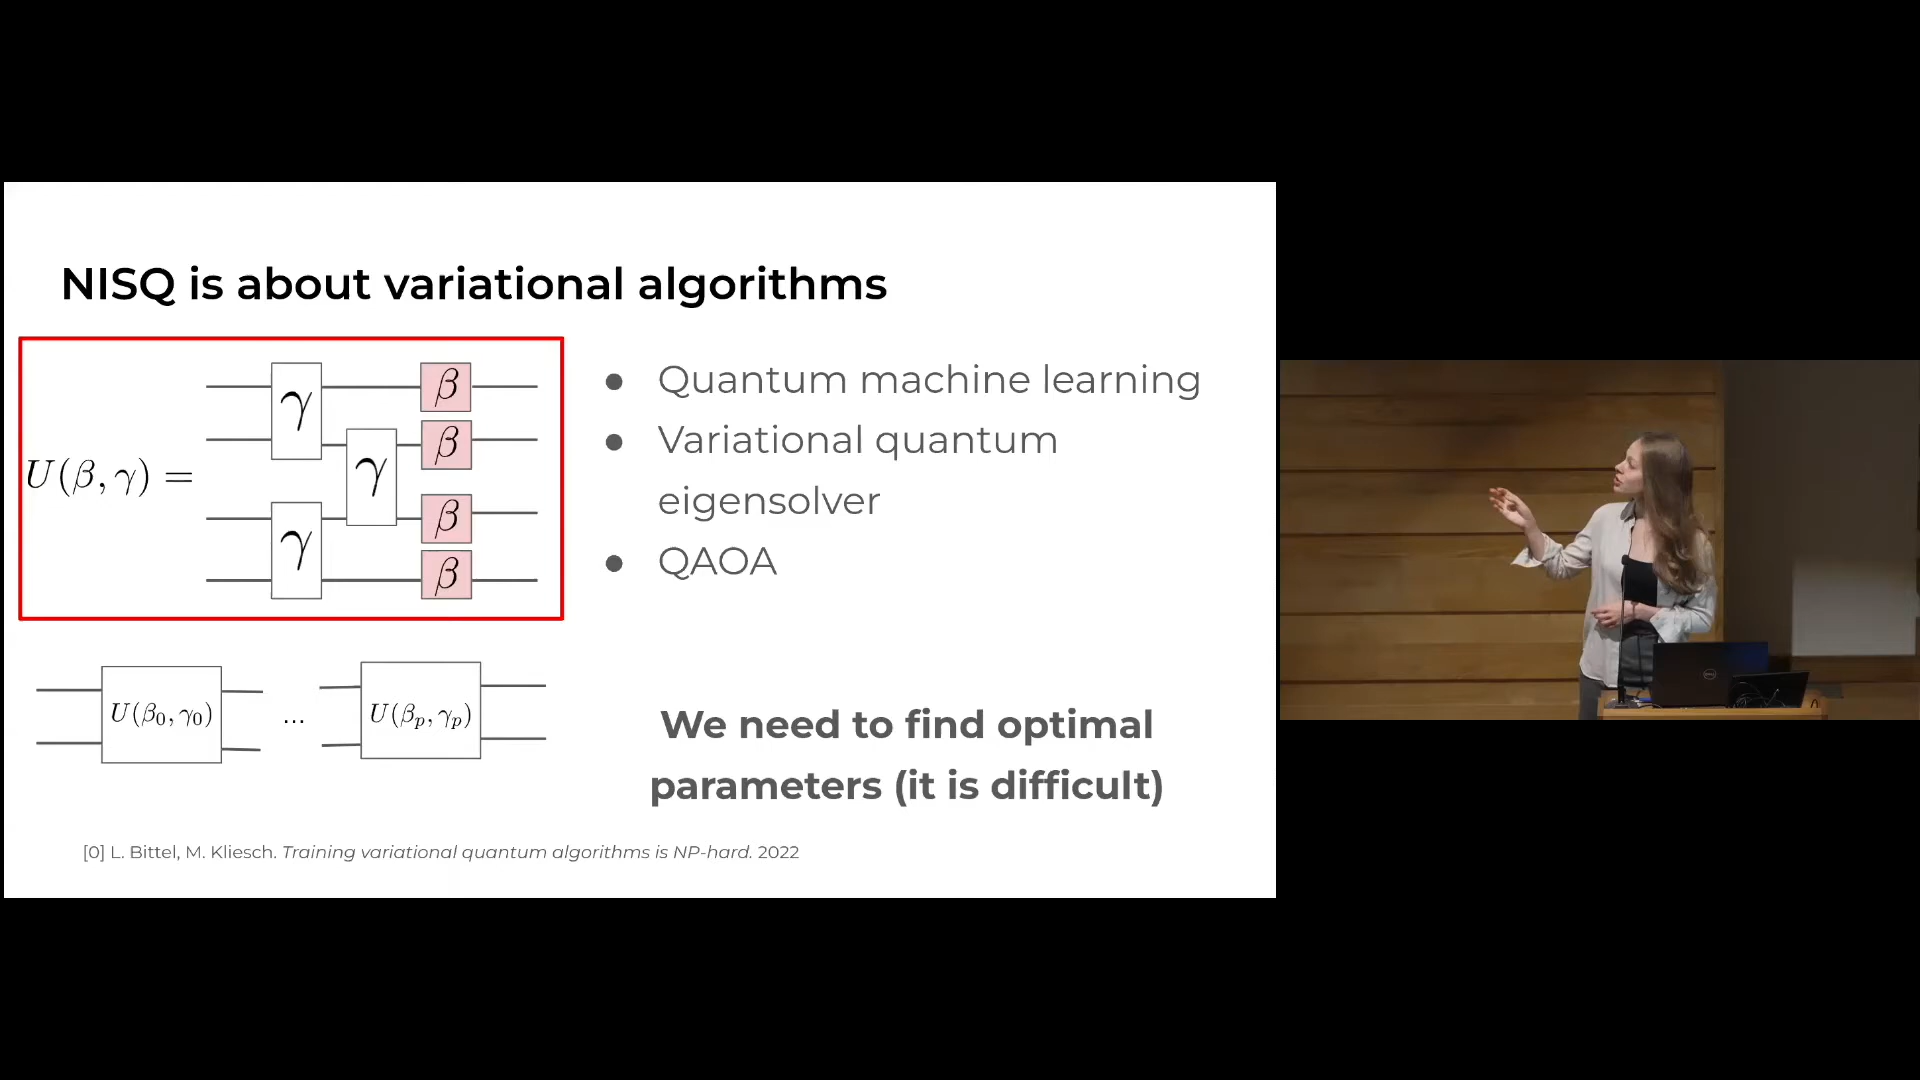 NISQ is about variational algorithms
U(β, γ) =
γ
γ
γ
β
β
β
β
● Quantum machine learning
● Variational quantum
eigensolver
● QAOA
U(β₀, γ₀)
...
U(βₚ, γₚ)
We need to find optimal
parameters (it is difficult)
[0] L. Bittel, M. Kliesch. Training variational quantum algorithms is NP-hard. 2022